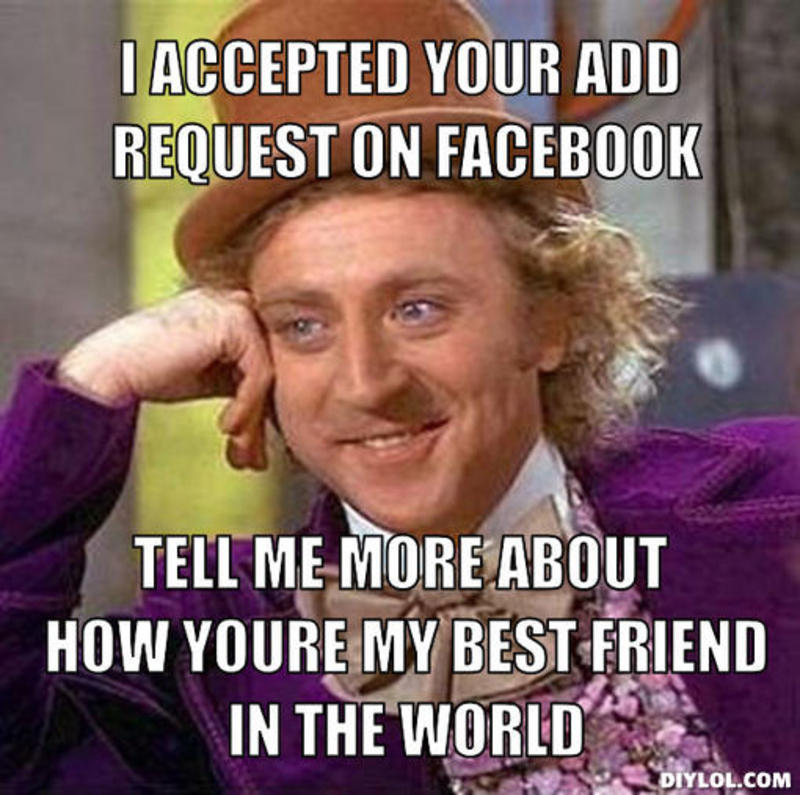 I ACCEPTED YOUR ADD
REQUEST ON FACEBOOK
TELL ME MORE ABOUT
HOW YOURE MY BEST FRIEND
IN THE WORLD
DIYLOL.COM